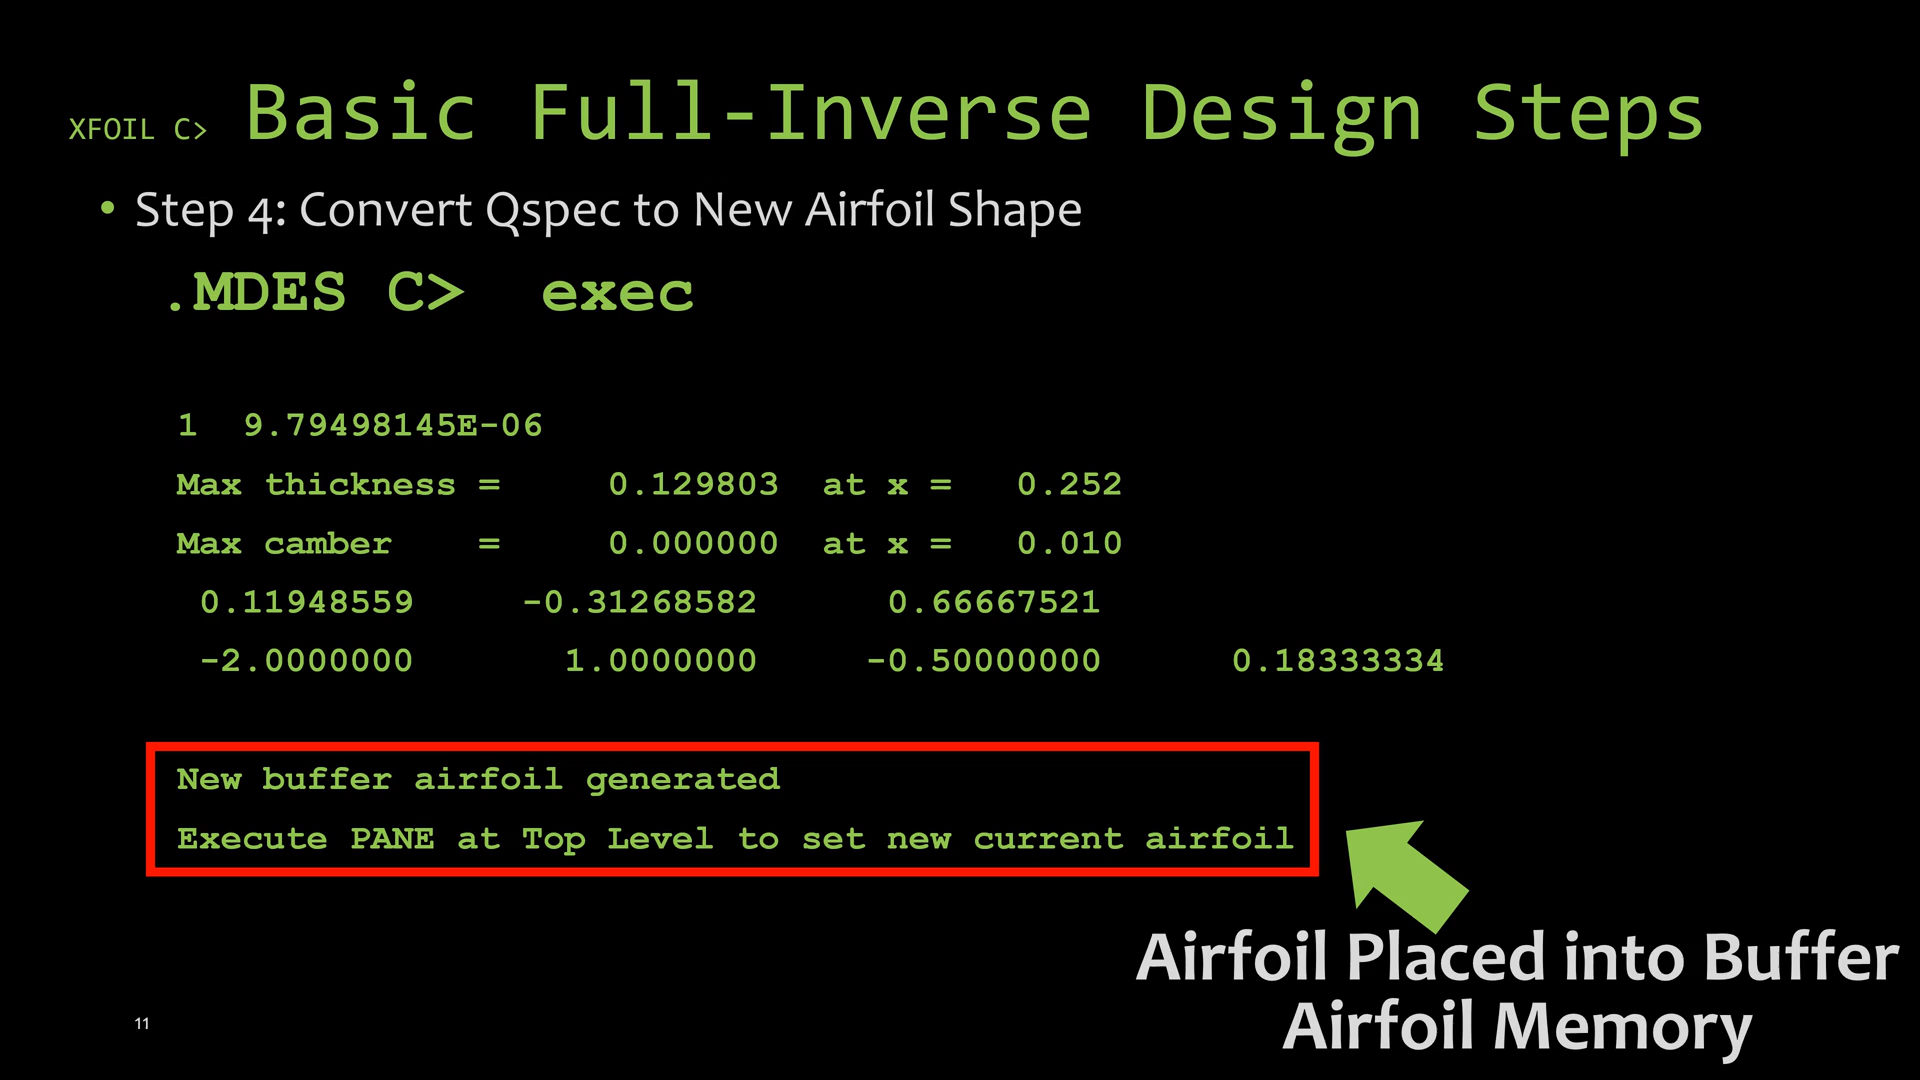 XFOIL C> Basic Full-Inverse Design Steps
• Step 4: Convert Qspec to New Airfoil Shape
.MDES C> exec
1 9.79498145E-06
Max thickness = 0.129803 at x = 0.252
Max camber = 0.000000 at x = 0.010
0.11948559 -0.31268582 0.66667521
-2.0000000 1.0000000 -0.50000000 0.18333334
New buffer airfoil generated
Execute PANE at Top Level to set new current airfoil
Airfoil Placed into Buffer
Airfoil Memory
11